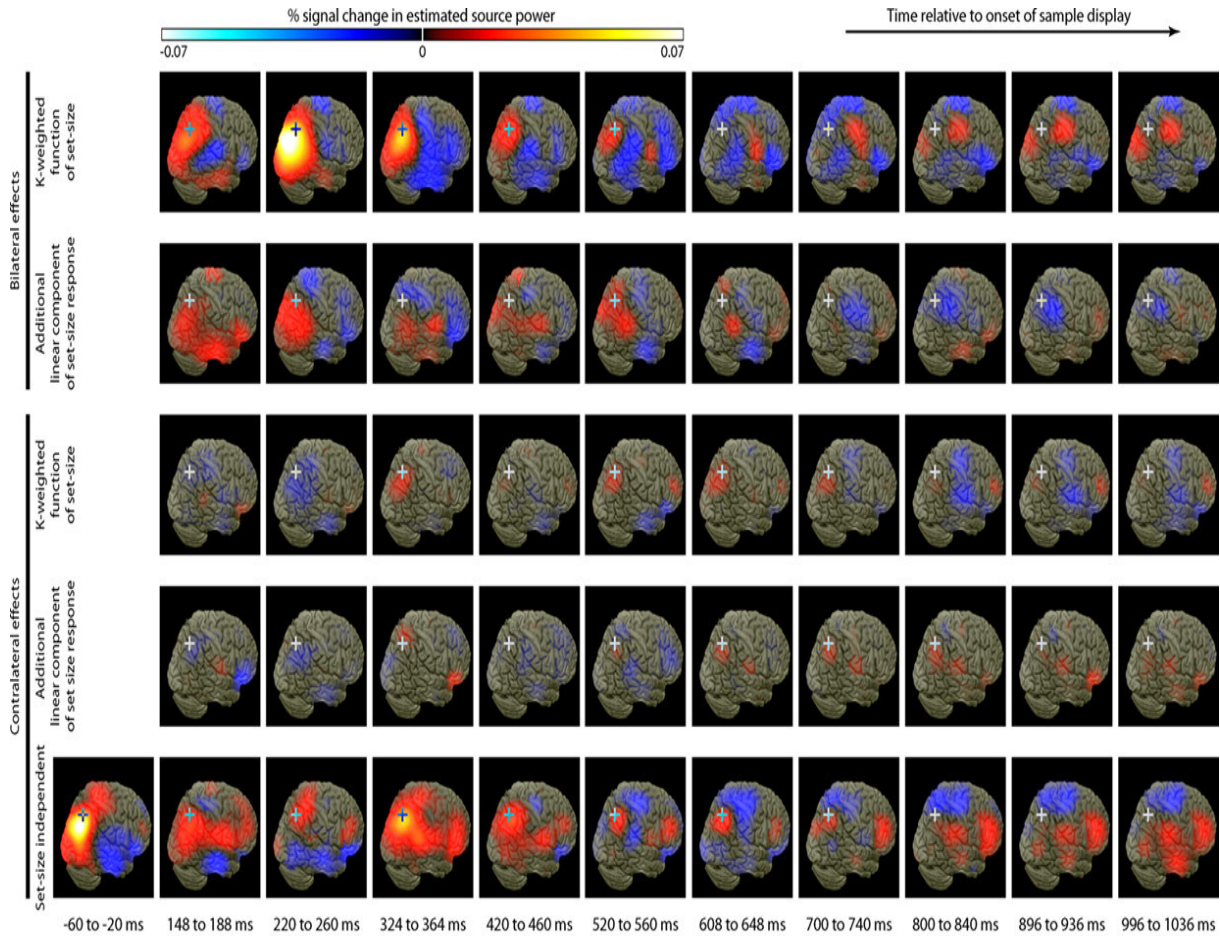 % signal change in estimated source power
Time relative to onset of sample display
-0.07
0
0.07
Bilateral effects
K-weighted
function
of set-size
Additional
linear component
of set-size response
Contralateral effects
K-weighted
function
of set-size
Additional
linear component
of set size response
Set-size independent
-60 to -20 ms
148 to 188 ms
220 to 260 ms
324 to 364 ms
420 to 460 ms
520 to 560 ms
608 to 648 ms
700 to 740 ms
800 to 840 ms
896 to 936 ms
996 to 1036 ms